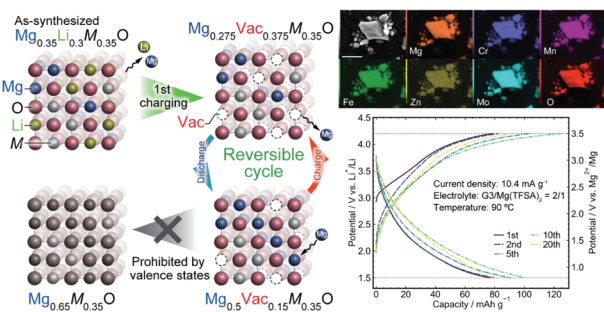 As-synthesized
Mg0.35Li0.3M0.35O
Li
Mg
Mg
O
Li
M
1st
charging
Mg0.275Vac0.375M0.35O
Vac
Mg
Discharge
Reversible
cycle
Charge
Prohibited by
valence states
Mg
Mg0.65M0.35O
Mg0.5Vac0.15M0.35O
Mg
Cr
Mn
Fe
Zn
Mo
O
Potential / V vs. Li+/Li
4.5
4.0
3.5
3.0
2.5
2.0
1.5
Current density: 10.4 mA g-1
Electrolyte: G3/Mg(TFSA)2 = 2/1
Temperature: 90 ºC
1st
2nd
5th
10th
20th
3.5
3.0
2.5
2.0
1.5
1.0
Potential / V vs. Mg2+/Mg
0
20
40
60
80
100
120
140
Capacity / mAh g-1